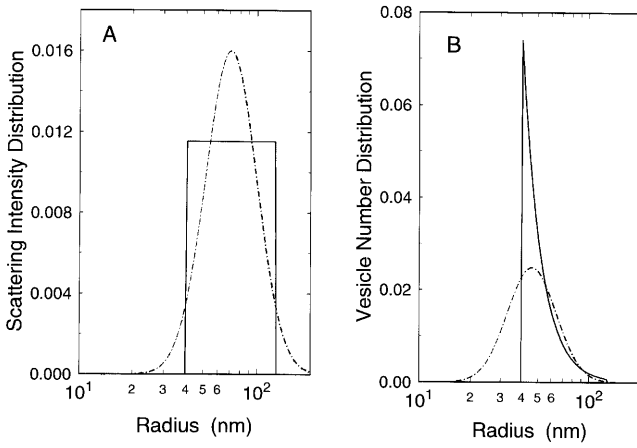 A
Scattering Intensity Distribution
0.016
0.012
0.008
0.004
0.000
10¹ 2 3 4 5 6 10²
Radius (nm)
B
Vesicle Number Distribution
0.08
0.06
0.04
0.02
0.00
10¹ 2 3 4 5 6 10²
Radius (nm)